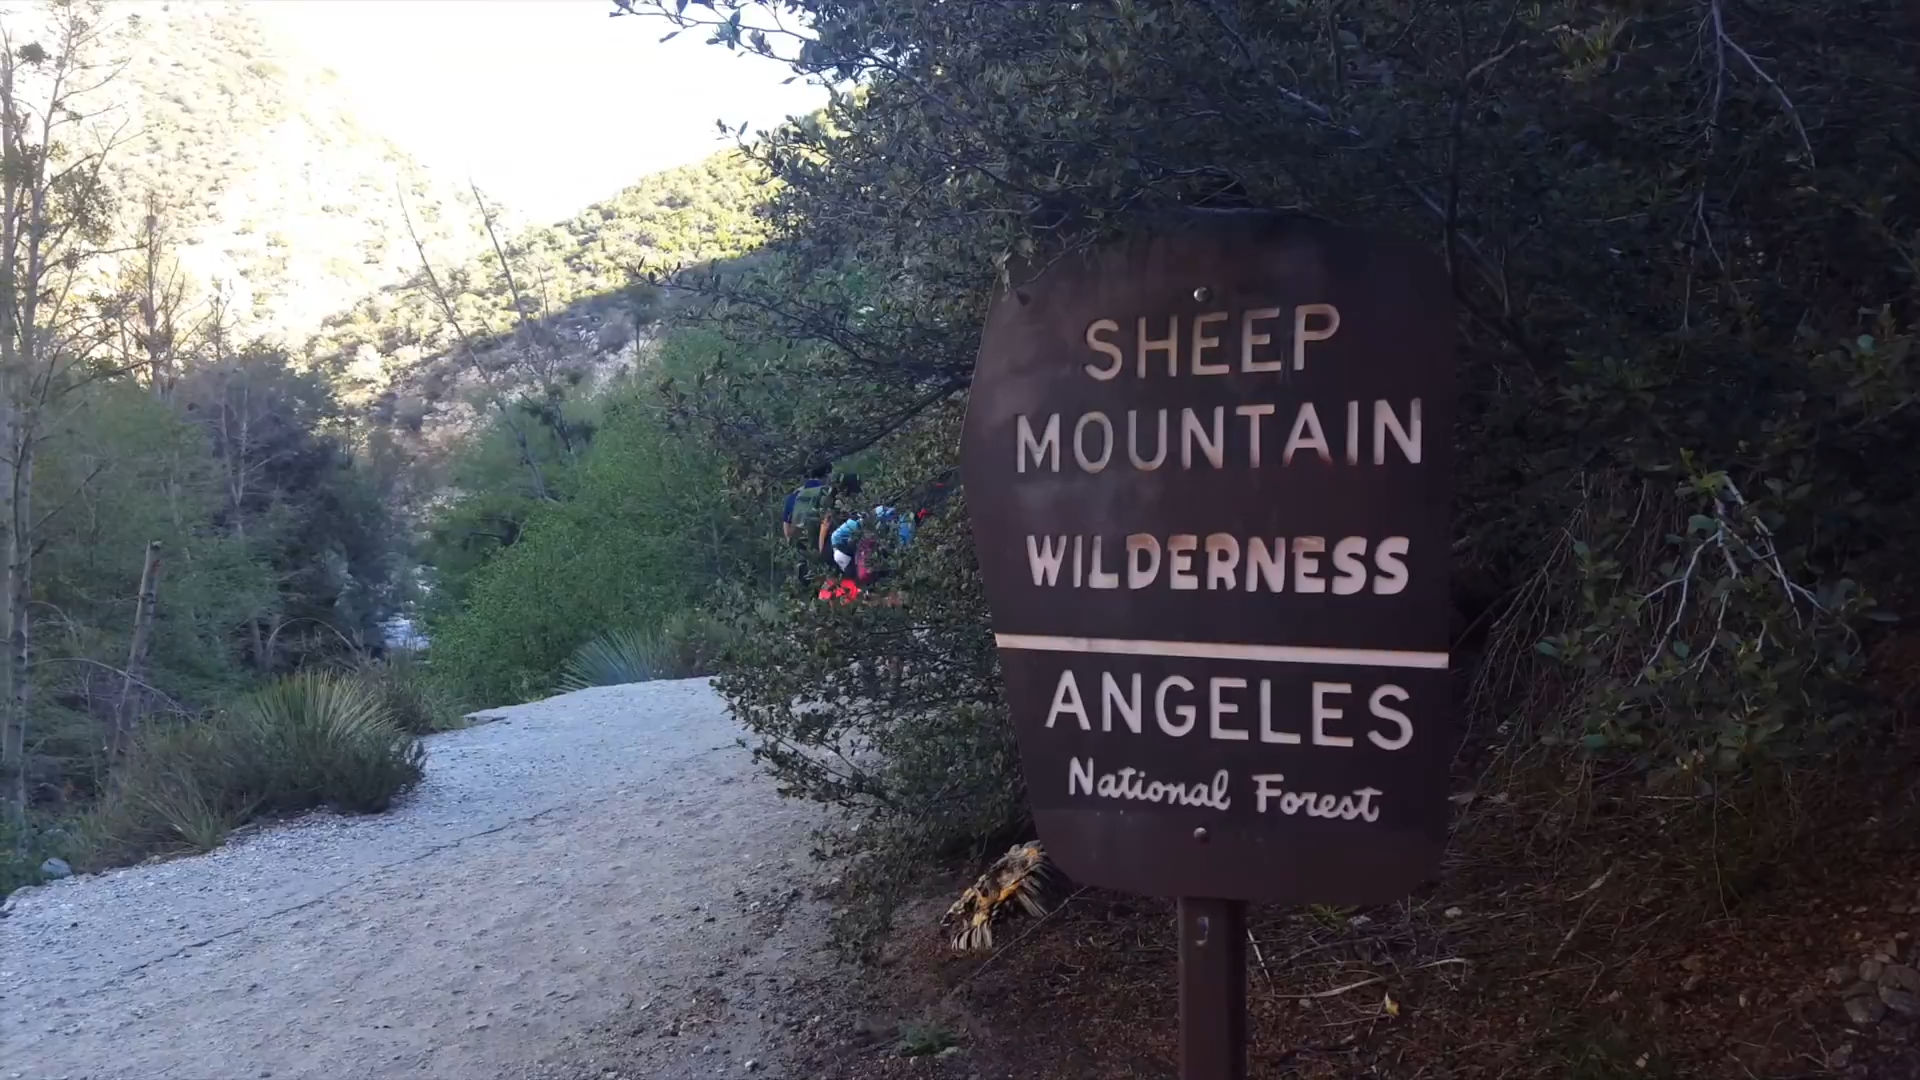 SHEEP
MOUNTAIN
WILDERNESS
ANGELES
National Forest